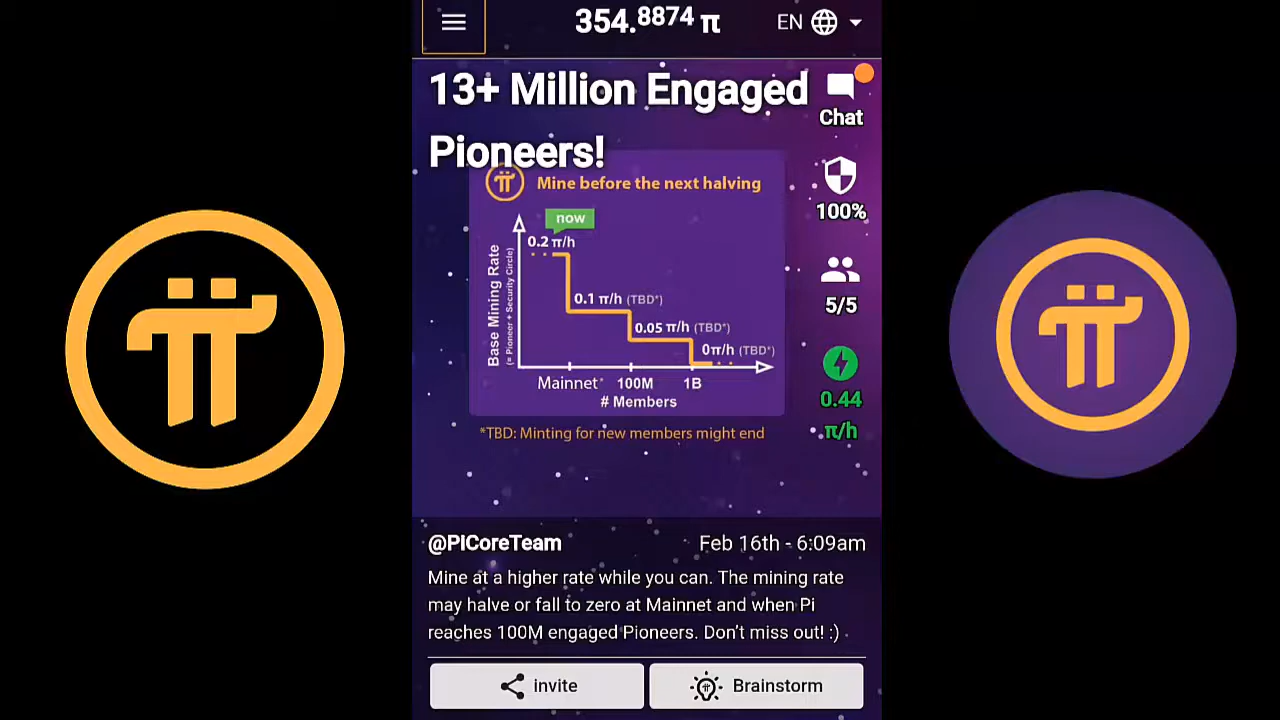 354.8874 π
EN
13+ Million Engaged
Pioneers!
Chat
100%
5/5
0.44
π/h
Mine before the next halving
now
0.2 π/h
0.1 π/h (TBD*)
0.05 π/h (TBD*)
0π/h (TBD*)
Base Mining Rate
(= Pioneer + Security Circle)
Mainnet* 100M 1B
# Members
*TBD: Minting for new members might end
@PiCoreTeam
Feb 16th - 6:09am
Mine at a higher rate while you can. The mining rate
may halve or fall to zero at Mainnet and when Pi
reaches 100M engaged Pioneers. Don’t miss out! :)
invite
Brainstorm